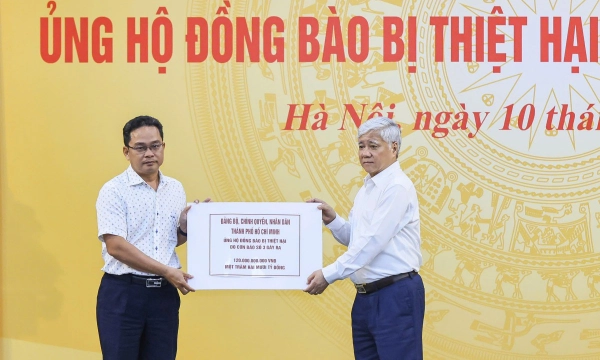 ỦNG HỘ ĐỒNG BÀO BỊ THIỆT HẠI
Hà Nội, ngày 10 thá
ĐẢNG BỘ, CHÍNH QUYỀN, NHÂN DÂN
THÀNH PHỐ HỒ CHÍ MINH
ỦNG HỘ ĐỒNG BÀO BỊ THIỆT HẠI
DO CƠN BÃO SỐ 3 GÂY RA
120.000.000.000 VNĐ
MỘT TRĂM HAI MƯƠI TỶ ĐỒNG